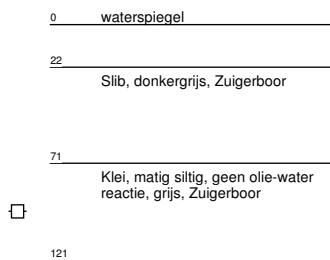 0 waterspiegel
22
Slib, donkergrijs, Zuigerboor
71
Klei, matig siltig, geen olie-water
reactie, grijs, Zuigerboor
121